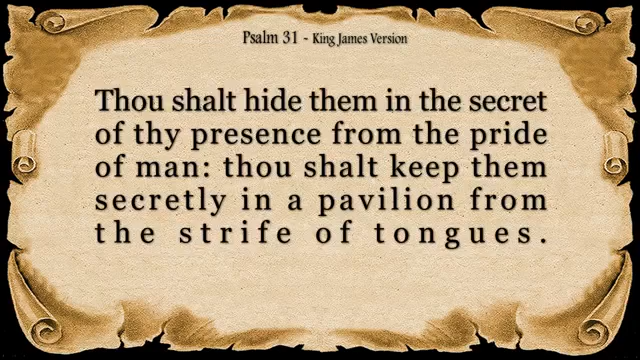 Psalm 31 - King James Version
Thou shalt hide them in the secret
of thy presence from the pride
of man: thou shalt keep them
secretly in a pavilion from
the strife of tongues.